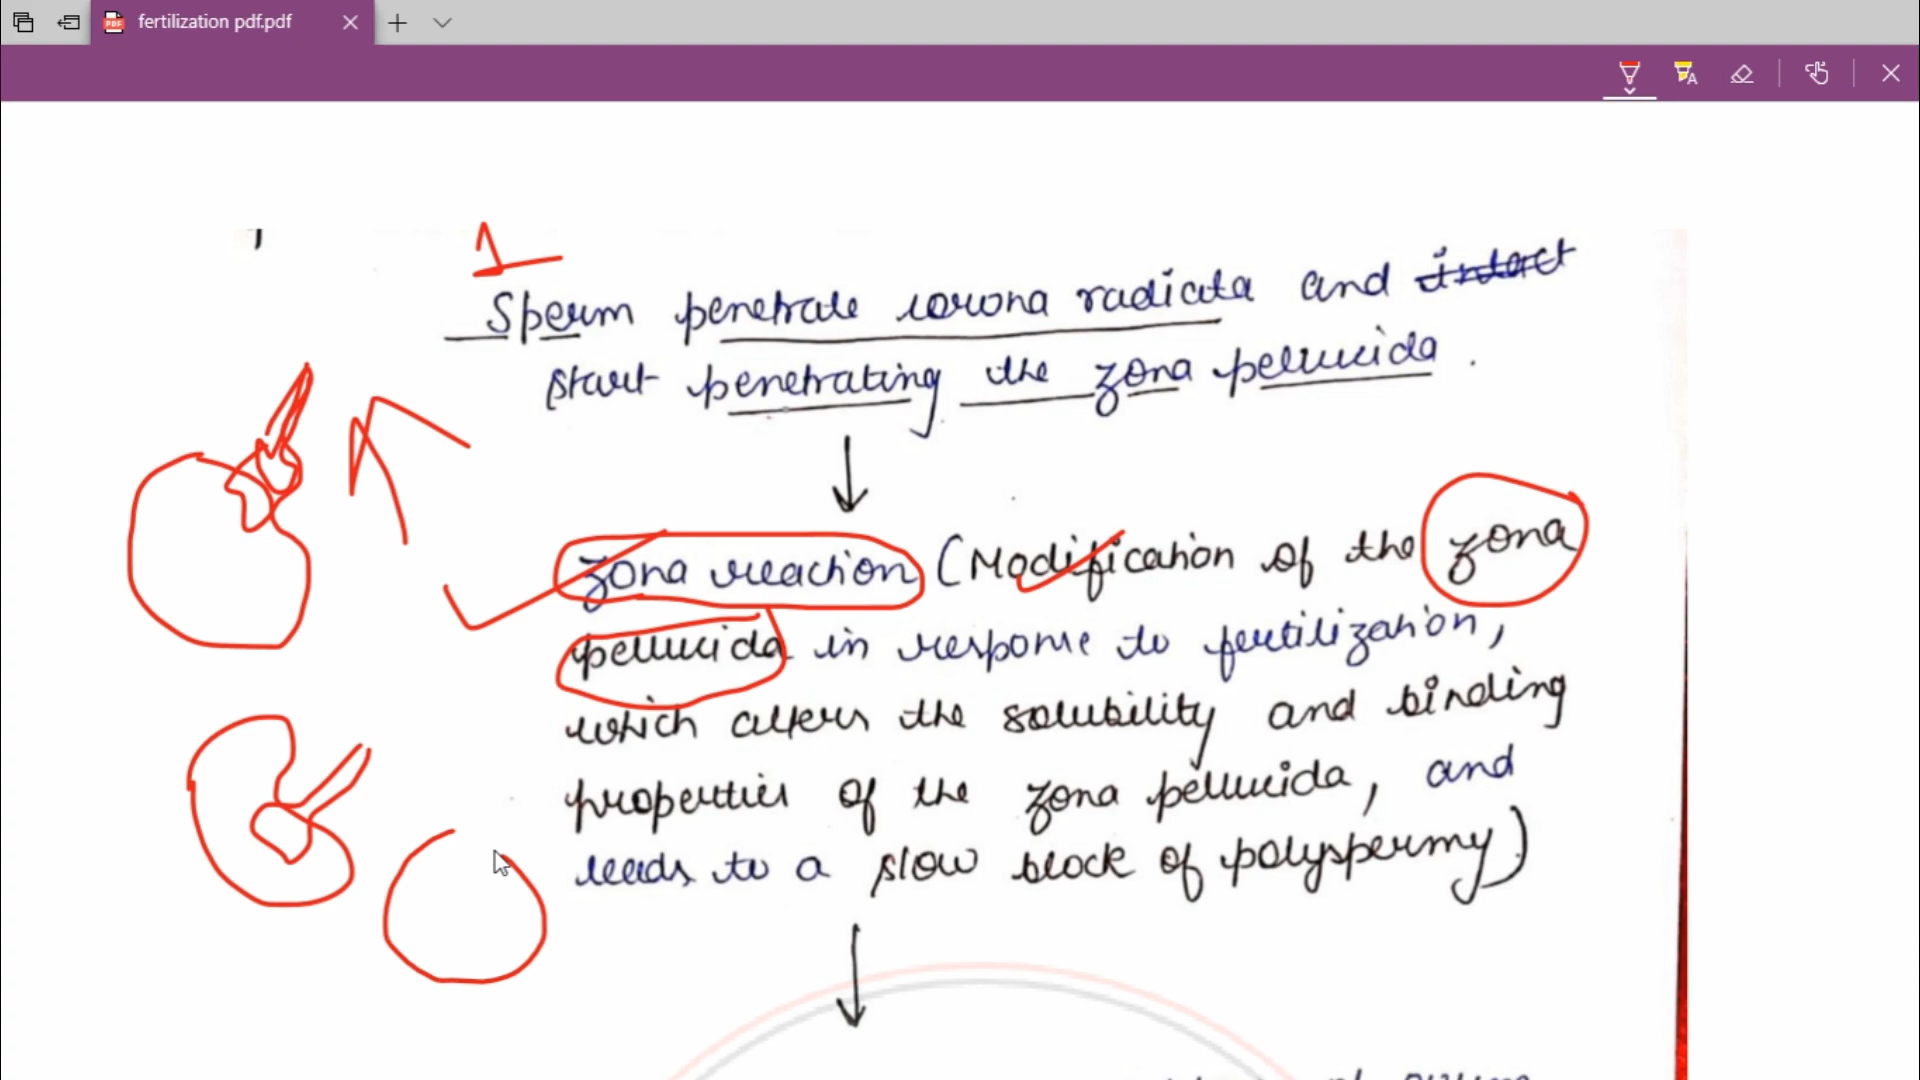 fertilization pdf.pdf
1
Sperm penetrate corona radiata and intact
start penetrating the zona pellucida .
Zona reaction (Modification of the zona
pellucida in response to fertilization,
which alters the solubility and binding
properties of the zona pellucida, and
leads to a slow block of polyspermy)